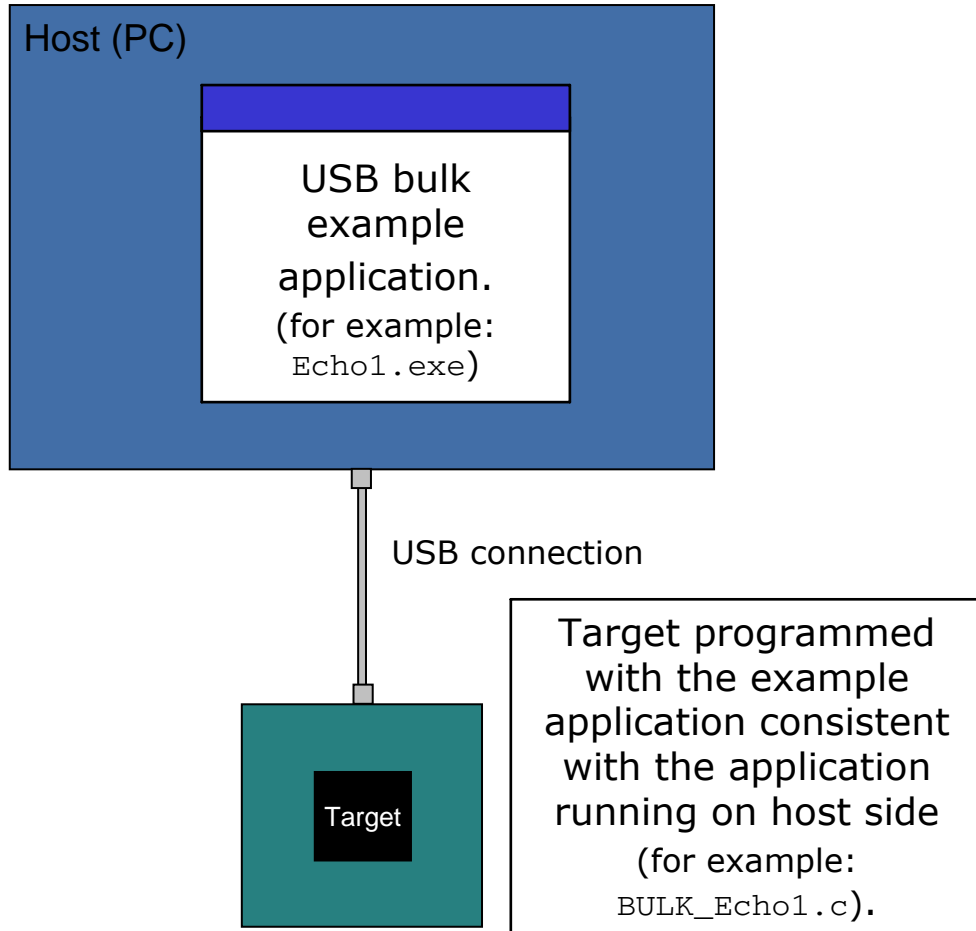 Host (PC)
USB bulk
example
application.
(for example:
Echo1.exe)
USB connection
Target programmed
with the example
application consistent
with the application
running on host side
(for example:
BULK_Echo1.c).
Target